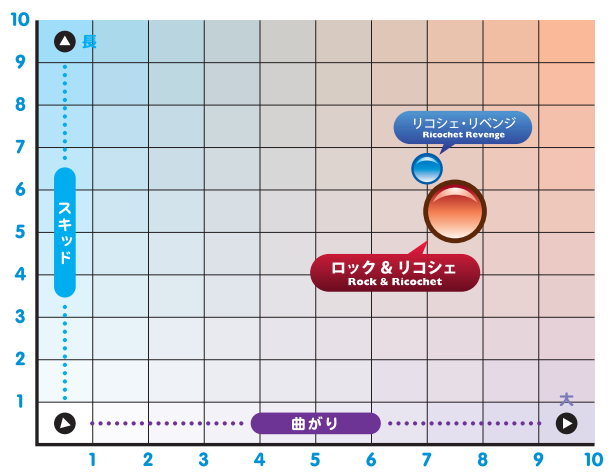 10
9
8
7
6
5
4
3
2
1
長
スキッド
リコシェ・リベンジ
Ricochet Revenge
ロック & リコシェ
Rock & Ricochet
大
曲がり
1 2 3 4 5 6 7 8 9 10